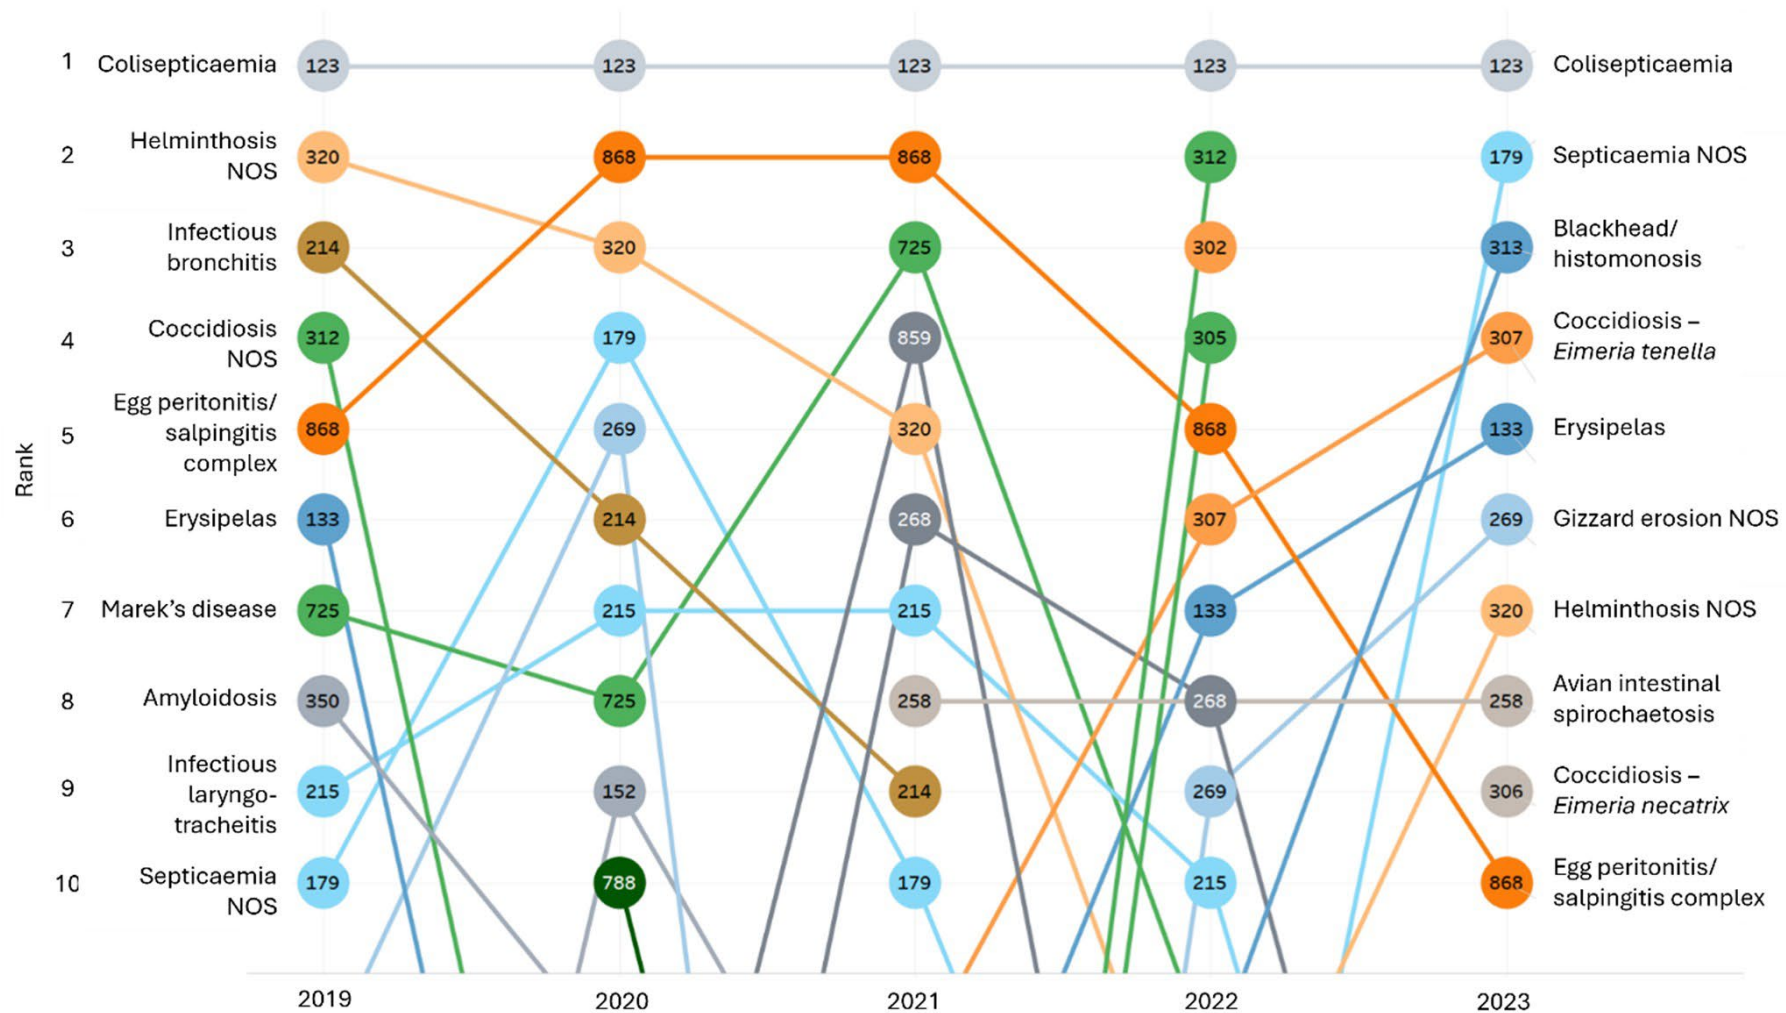 1 Colisepticaemia 123 123 123 123 123 Colisepticaemia
2 Helminthosis
NOS 320 868 868 312 179 Septicaemia NOS
3 Infectious
bronchitis 214 320 725 302 313 Blackhead/
histomonosis
4 Coccidiosis
NOS 312 179 859 305 307 Coccidiosis –
Eimeria tenella
Rank
5 Egg peritonitis/
salpingitis
complex 868 269 320 868 133 Erysipelas
6 Erysipelas 133 214 268 307 269 Gizzard erosion NOS
7 Marek’s disease 725 215 215 133 320 Helminthosis NOS
8 Amyloidosis 350 725 258 268 258 Avian intestinal
spirochaetosis
9 Infectious
laryngo-
tracheitis 215 152 214 269 306 Coccidiosis –
Eimeria necatrix
10 Septicaemia
NOS 179 788 179 215 868 Egg peritonitis/
salpingitis complex
2019 2020 2021 2022 2023